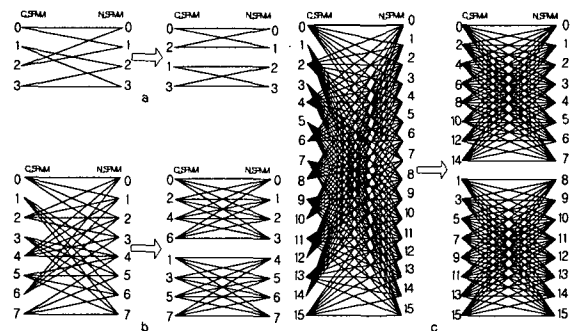 C,SPMM N,SPMM C,SPMM N,SPMM
0 0 0 0
1 1 2 1
2 2 1 2
3 3 3 3
a
C,SPMM N,SPMM C,SPMM N,SPMM
0 0 0 0
1 1 2 1
2 2 4 2
3 3 6 3
4 4 1 4
5 5 3 5
6 6 5 6
7 7 7 7
b
C,SPMM N,SPMM C,SPMM N,SPMM
0 0 0 0
1 1 2 1
2 2 4 2
3 3 6 3
4 4 8 4
5 5 10 5
6 6 12 6
7 7 14 7
8 8 1 8
9 9 3 9
10 10 5 10
11 11 7 11
12 12 9 12
13 13 11 13
14 14 13 14
15 15 15 15
c